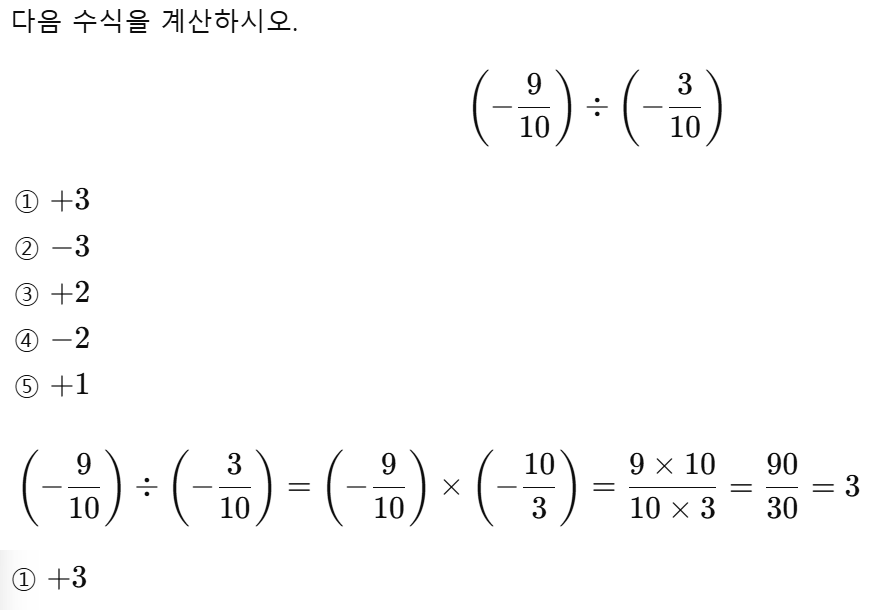 다음 수식을 계산하시오.
(−9/10) ÷ (−3/10)
① +3
② −3
③ +2
④ −2
⑤ +1
(−9/10) ÷ (−3/10) = (−9/10) × (−10/3) = 9 × 10/10 × 3 = 90/30 = 3
① +3